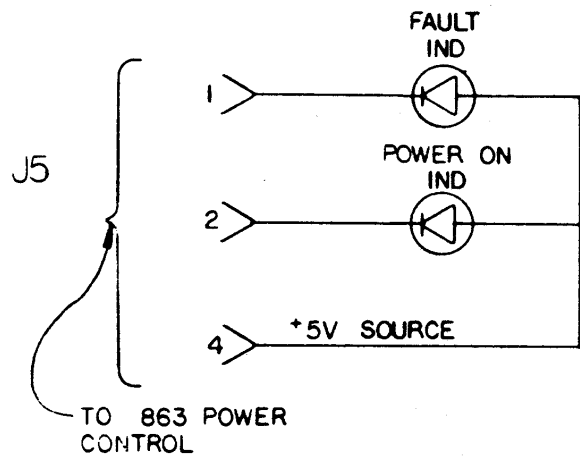 FAULT
IND
1
J5
POWER ON
IND
2
4
+5V SOURCE
TO 863 POWER
CONTROL